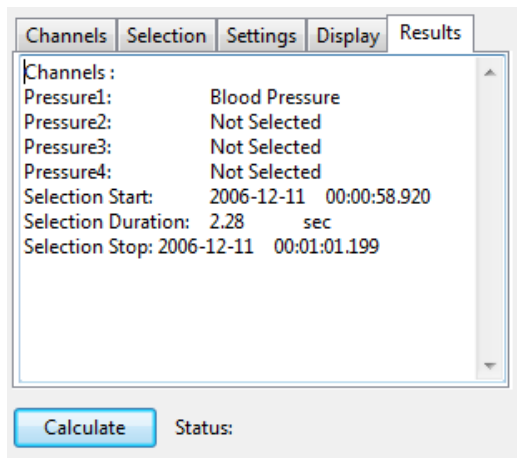 Channels Selection Settings Display Results
Channels :
Pressure1: Blood Pressure
Pressure2: Not Selected
Pressure3: Not Selected
Pressure4: Not Selected
Selection Start: 2006-12-11 00:00:58.920
Selection Duration: 2.28 sec
Selection Stop: 2006-12-11 00:01:01.199
Calculate Status: